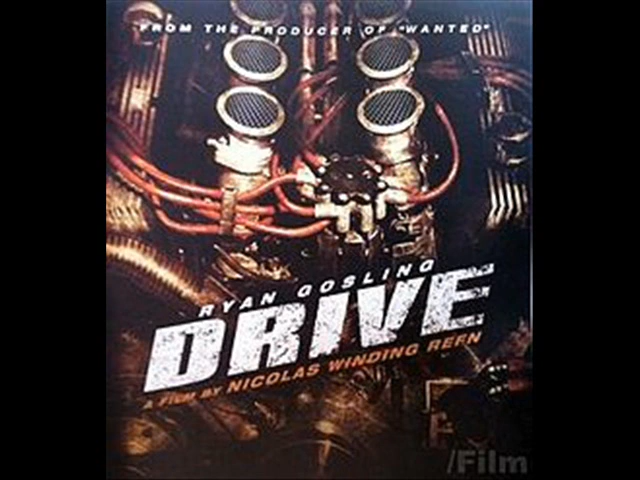 FROM THE PRODUCER OF "WANTED"
RYAN GOSLING
DRIVE
A FILM BY NICOLAS WINDING REFN
/Film